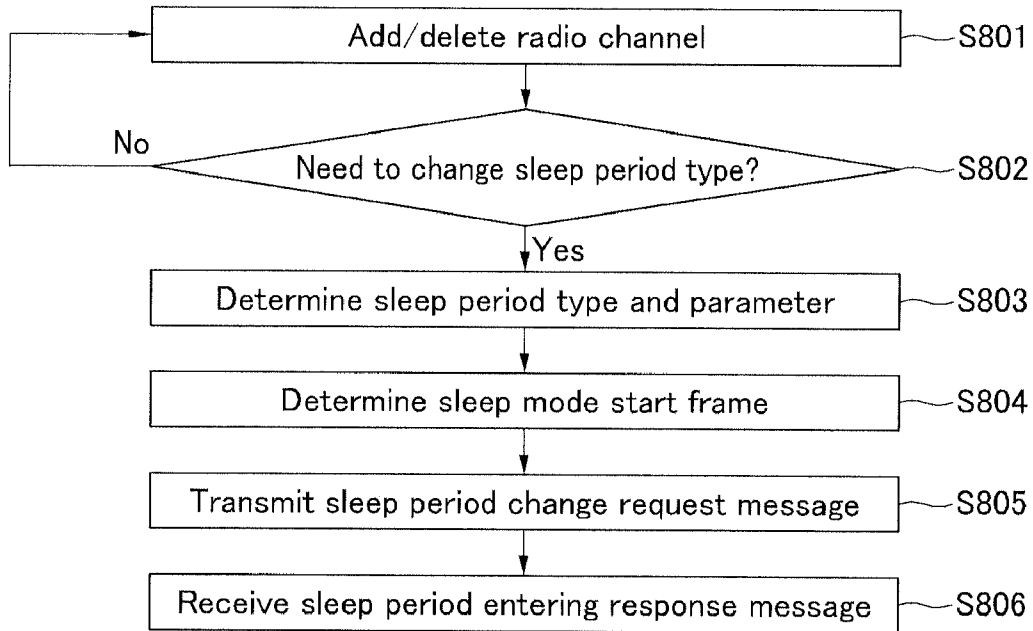 Add/delete radio channel
S801
No
Need to change sleep period type?
S802
Yes
Determine sleep period type and parameter
S803
Determine sleep mode start frame
S804
Transmit sleep period change request message
S805
Receive sleep period entering response message
S806